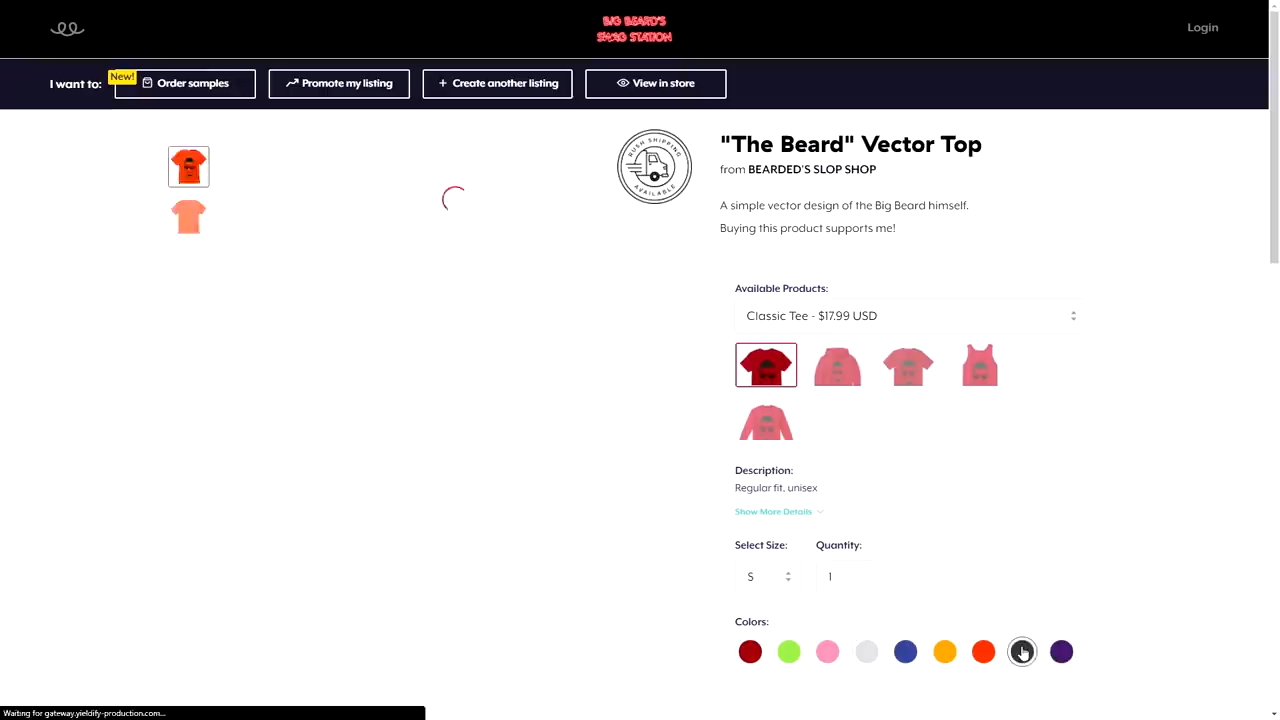 BIG BEARD'S
SWAG STATION
Login
I want to:
New!
Order samples
Promote my listing
+ Create another listing
View in store
RUSH SHIPPING
AVAILABLE
"The Beard" Vector Top
from BEARDED'S SLOP SHOP
A simple vector design of the Big Beard himself.
Buying this product supports me!
Available Products:
Classic Tee - $17.99 USD
Description:
Regular fit, unisex
Show More Details
Select Size:
Quantity:
S
1
Colors:
Waiting for gateway.yieldify-production.com...